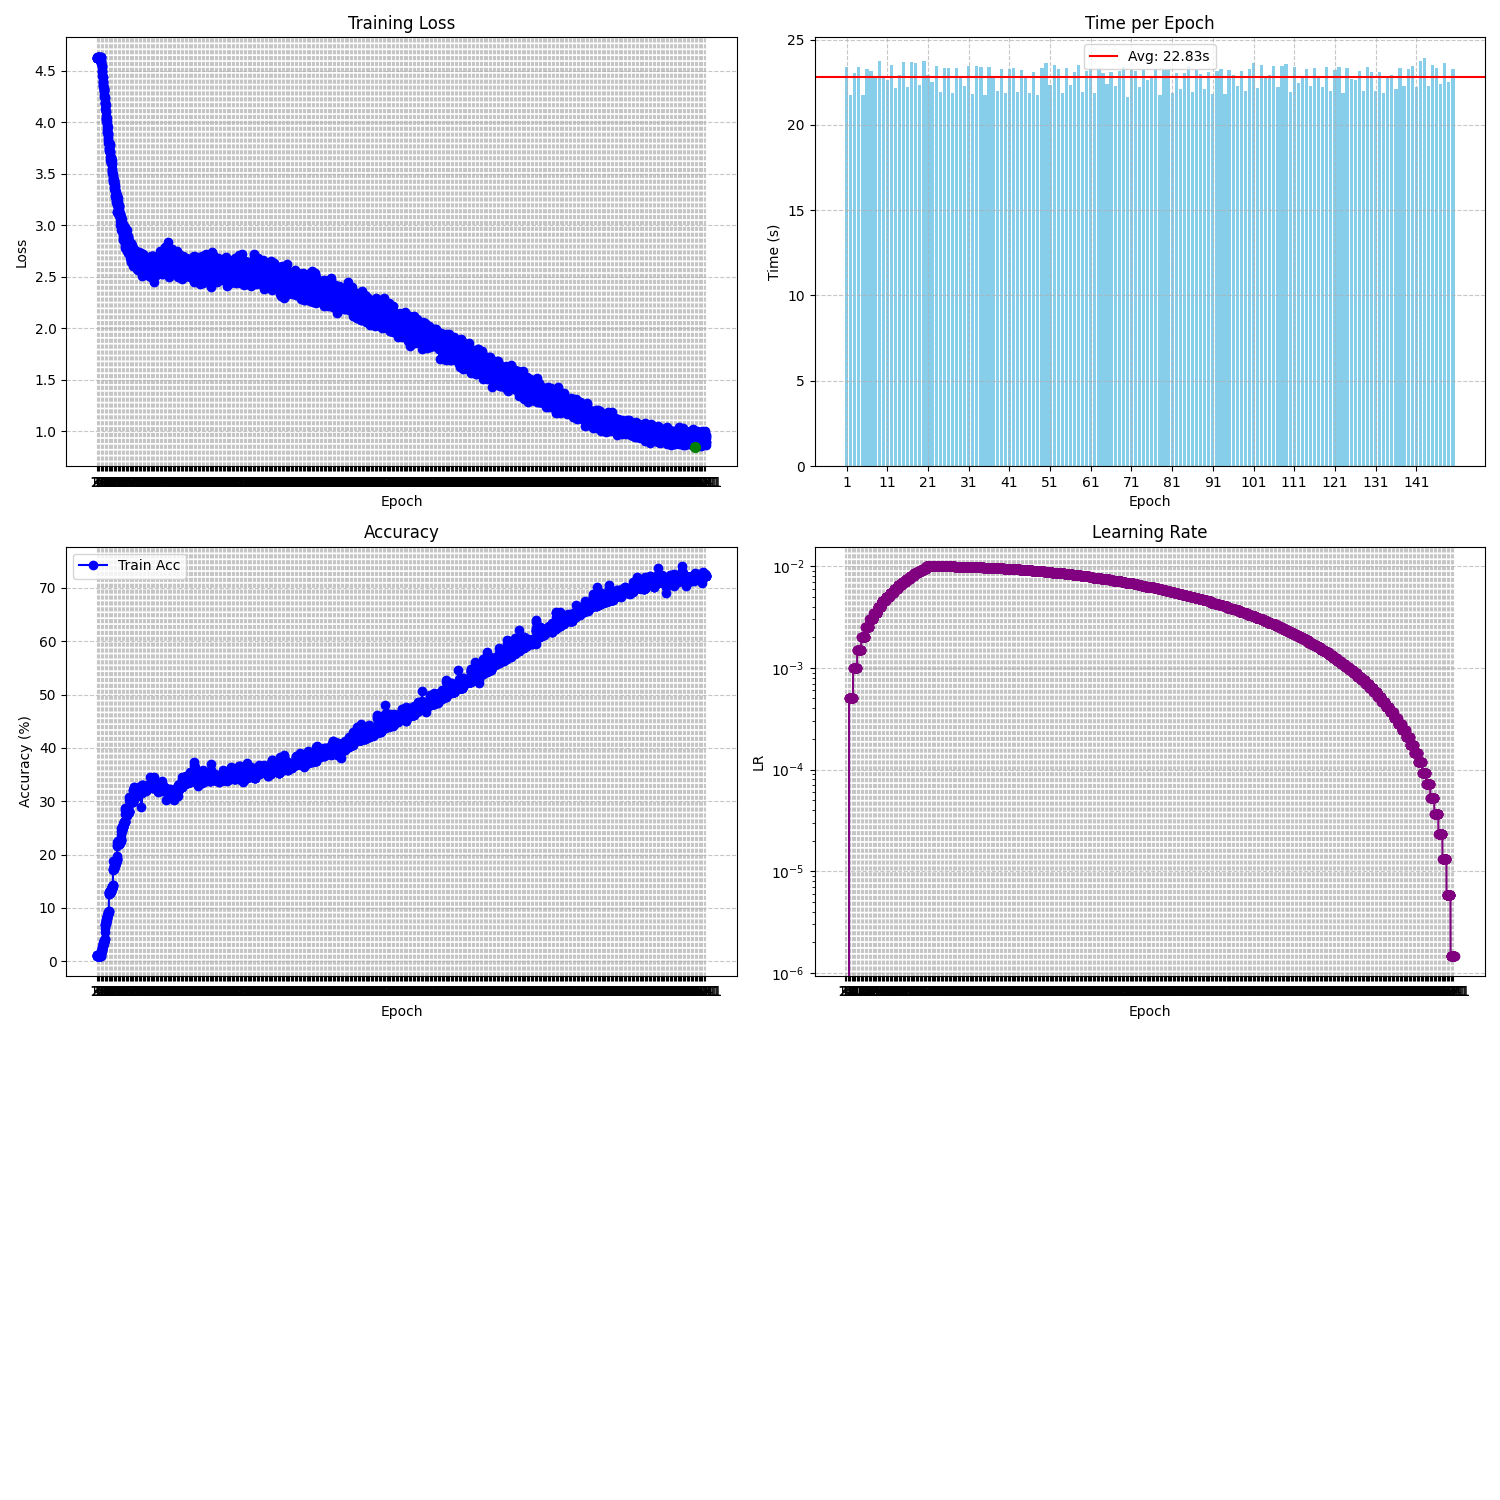 Training Loss
Loss
4.5
4.0
3.5
3.0
2.5
2.0
1.5
1.0
Epoch
Time per Epoch
Avg: 22.83s
Time (s)
25
20
15
10
5
0
1 11 21 31 41 51 61 71 81 91 101 111 121 131 141
Epoch
Accuracy
Train Acc
Accuracy (%)
70
60
50
40
30
20
10
0
Epoch
Learning Rate
LR
10⁻²
10⁻³
10⁻⁴
10⁻⁵
10⁻⁶
Epoch